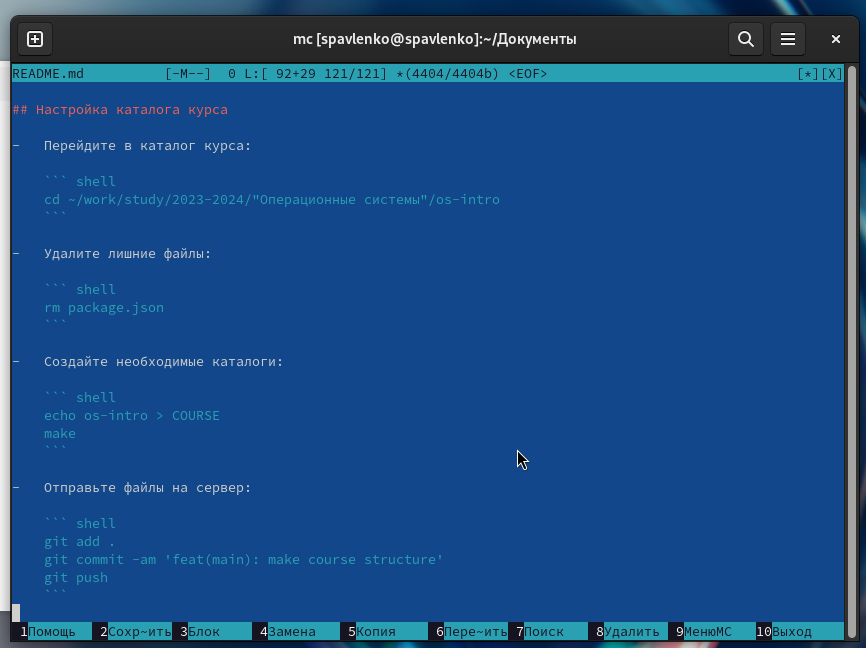 mc [spavlenko@spavlenko]:~/Документы
README.md [-M--] 0 L:[ 92+29 121/121] *(4404/4404b) <EOF> [*][X]
## Настройка каталога курса
- Перейдите в каталог курса:
``` shell
cd ~/work/study/2023-2024/"Операционные системы"/os-intro
```
- Удалите лишние файлы:
``` shell
rm package.json
```
- Создайте необходимые каталоги:
``` shell
echo os-intro > COURSE
make
```
- Отправьте файлы на сервер:
``` shell
git add .
git commit -am 'feat(main): make course structure'
git push
```
1Помощь 2Сохр~ить 3Блок 4Замена 5Копия 6Пере~ить 7Поиск 8Удалить 9МенюMC 10Выход